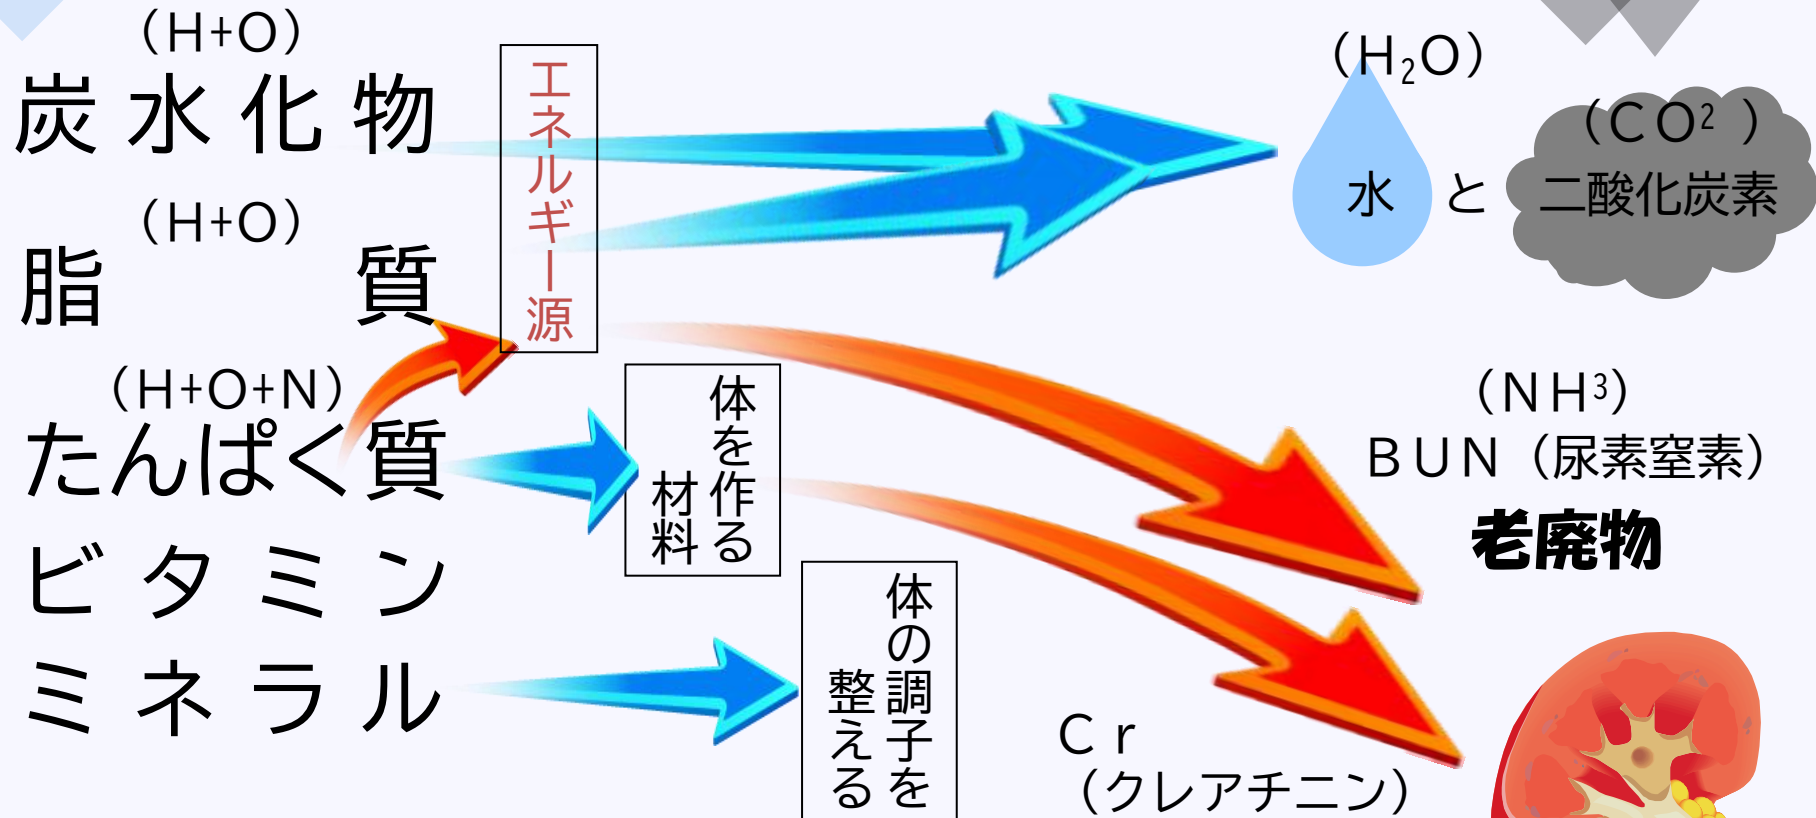 （H+O）
炭水化物
（H+O）
脂質
（H+O+N）
たんぱく質
ビタミン
ミネラル
エネルギー源
体を作る
材料
体の調子を
整える
（H₂O）
水
と
（CO²）
二酸化炭素
（NH³）
BUN（尿素窒素）
老廃物
Cr
（クレアチニン）